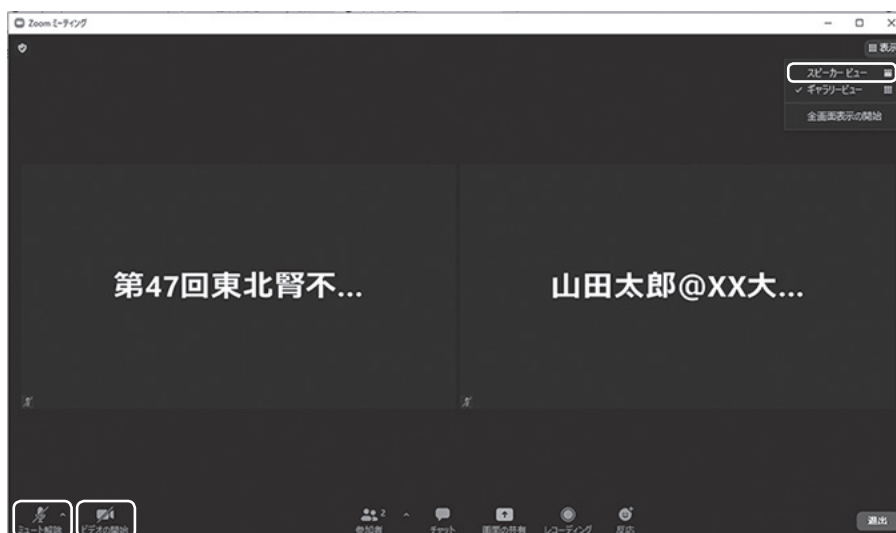 Zoom ミーティング
表示
スピーカー ビュー
ギャラリービュー
全画面表示の開始
第47回東北腎不...
山田太郎@XX大...
ミュート解除
ビデオの開始
2
参加者
チャット
画面の共有
レコーディング
反応
退出